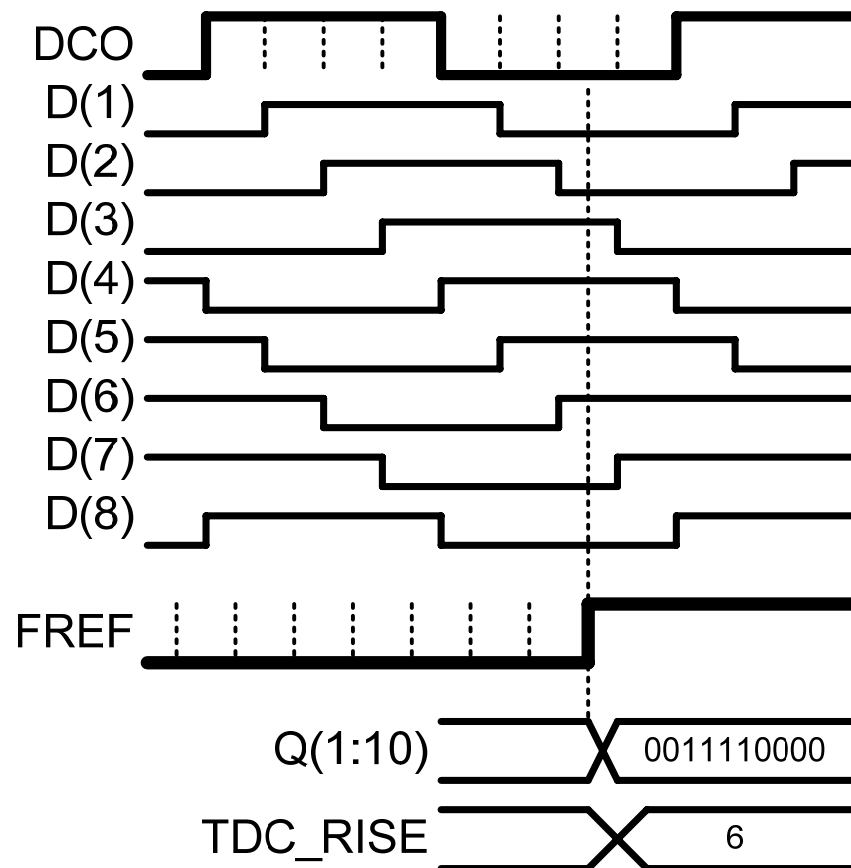 DCO
D(1)
D(2)
D(3)
D(4)
D(5)
D(6)
D(7)
D(8)
FREF
Q(1:10) 0011110000
TDC_RISE 6